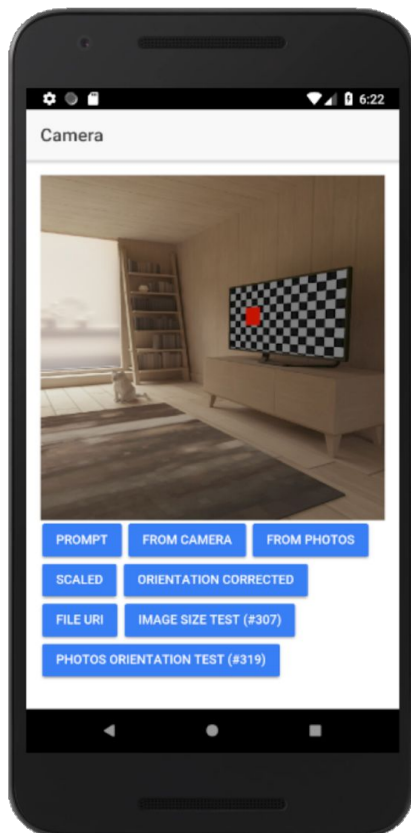 6:22
Camera
PROMPT FROM CAMERA FROM PHOTOS
SCALED ORIENTATION CORRECTED
FILE URI IMAGE SIZE TEST (#307)
PHOTOS ORIENTATION TEST (#319)